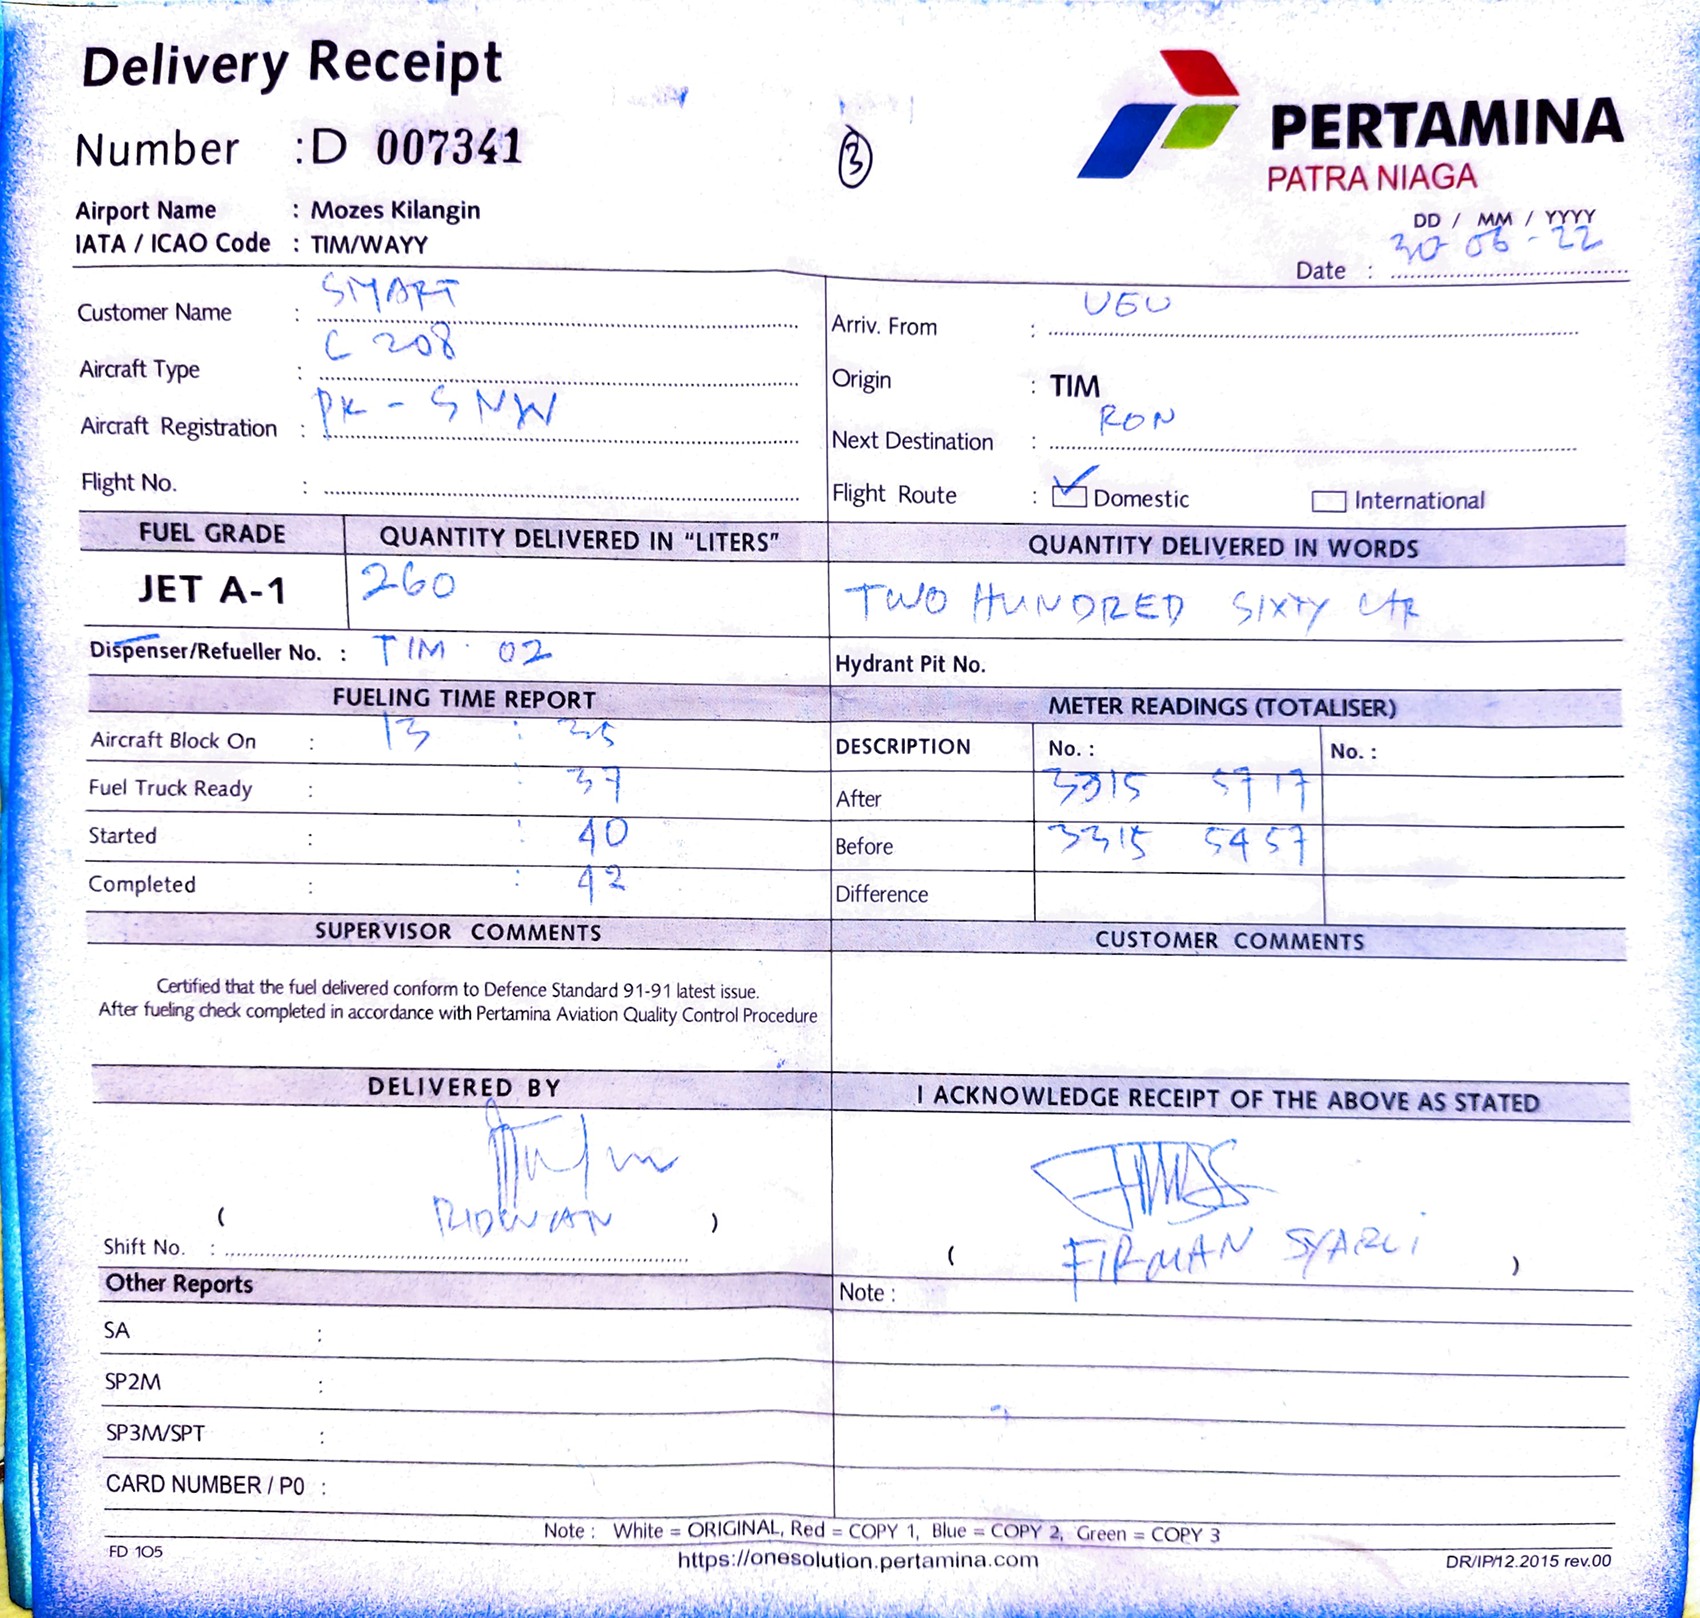 Delivery Receipt
Number : D 007341
3
PERTAMINA
PATRA NIAGA
Airport Name : Mozes Kilangin
IATA / ICAO Code : TIM/WAYY
DD / MM / YYYY
Date : 30-06-22
Customer Name : SMART
Aircraft Type : C 208
Aircraft Registration : PK-SNW
Flight No. :
Arriv. From : UEU
Origin : TIM
Next Destination : RON
Flight Route : Domestic International
FUEL GRADE QUANTITY DELIVERED IN “LITERS” QUANTITY DELIVERED IN WORDS
JET A-1 260 TWO HUNDRED SIXTY LTR
Dispenser/Refueller No. : TIM 02 Hydrant Pit No.
FUELING TIME REPORT
Aircraft Block On : 13 : 35
Fuel Truck Ready : : 37
Started : : 40
Completed : : 42
METER READINGS (TOTALISER)
DESCRIPTION No. : No. :
After 3315 5717
Before 3315 5457
Difference
SUPERVISOR COMMENTS
Certified that the fuel delivered conform to Defence Standard 91-91 latest issue.
After fueling check completed in accordance with Pertamina Aviation Quality Control Procedure
CUSTOMER COMMENTS
DELIVERED BY
( RIDWAN )
Shift No. :
I ACKNOWLEDGE RECEIPT OF THE ABOVE AS STATED
( FIRMAN SYARLi )
Other Reports
SA :
SP2M :
SP3M/SPT :
CARD NUMBER / P0 :
Note :
Note : White = ORIGINAL, Red = COPY 1, Blue = COPY 2, Green = COPY 3
FD 105 https://onesolution.pertamina.com DR/IP/12.2015 rev.00